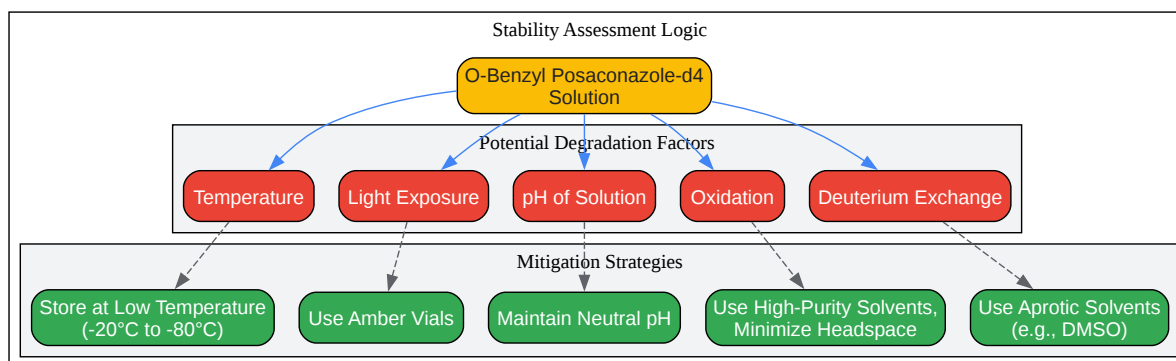 Stability Assessment Logic
O-Benzyl Posaconazole-d4
Solution
Potential Degradation Factors
Temperature
Light Exposure
pH of Solution
Oxidation
Deuterium Exchange
Mitigation Strategies
Store at Low Temperature
(-20°C to -80°C)
Use Amber Vials
Maintain Neutral pH
Use High-Purity Solvents,
Minimize Headspace
Use Aprotic Solvents
(e.g., DMSO)